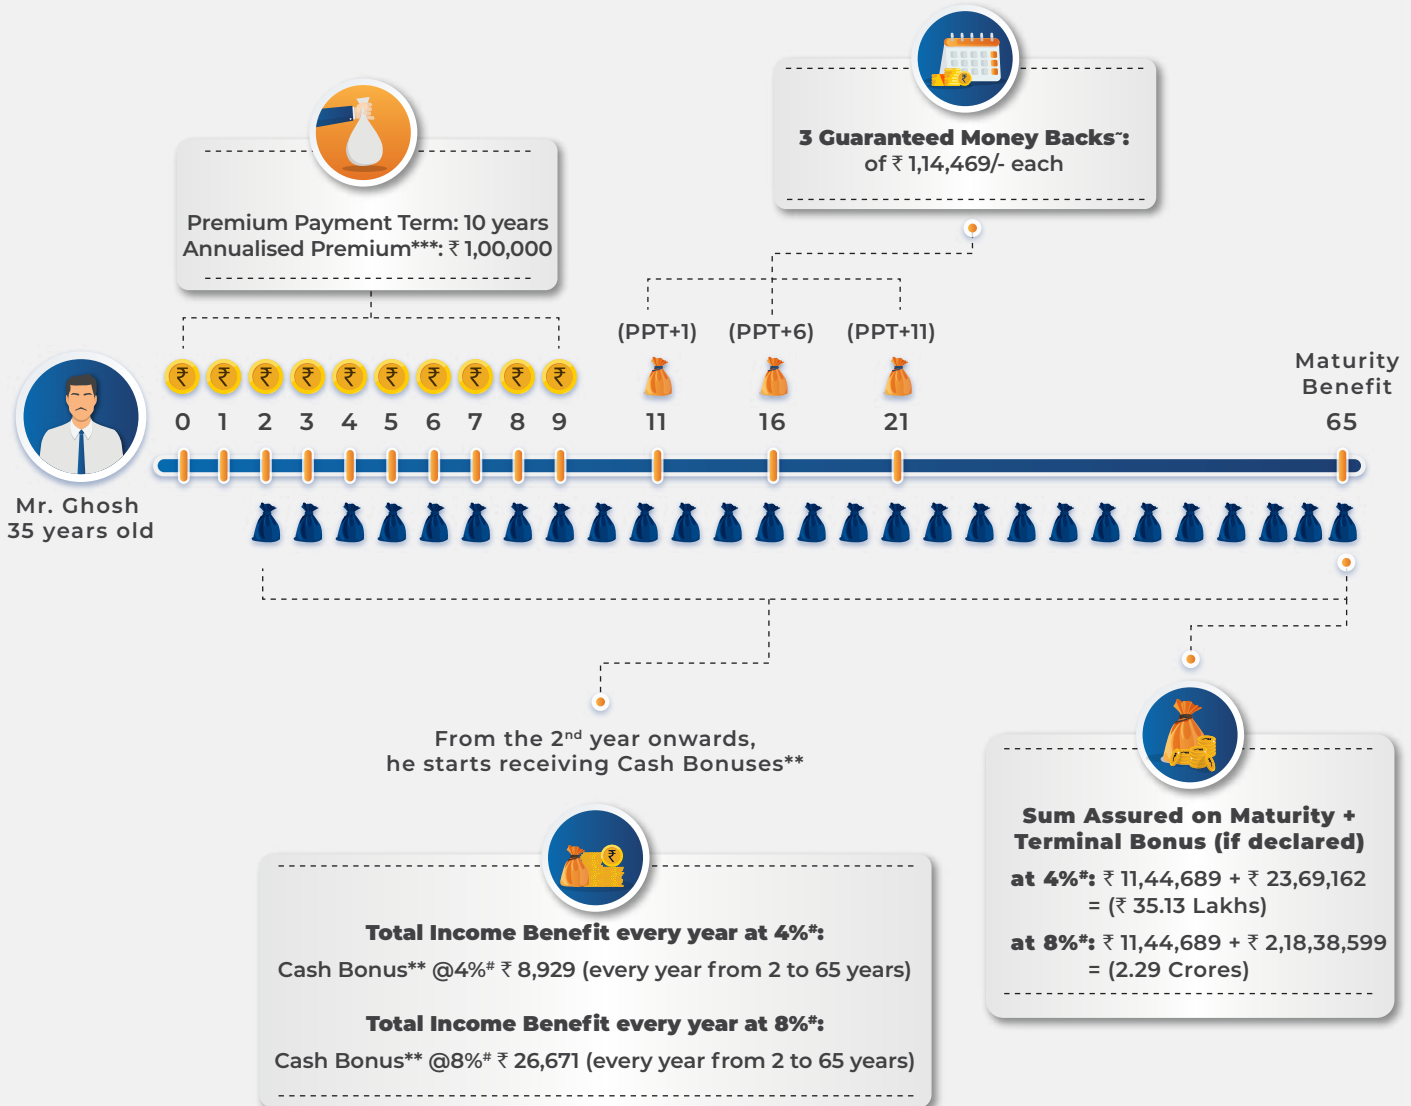 3 Guaranteed Money Backs~:
of ₹ 1,14,469/- each
Premium Payment Term: 10 years
Annualised Premium***: ₹ 1,00,000
(PPT+1) (PPT+6) (PPT+11)
Maturity
Benefit
₹ ₹ ₹ ₹ ₹ ₹ ₹ ₹ ₹ ₹
0 1 2 3 4 5 6 7 8 9 11 16 21 65
Mr. Ghosh
35 years old
From the 2nd year onwards,
he starts receiving Cash Bonuses**
Total Income Benefit every year at 4%#:
Cash Bonus** @4%# ₹ 8,929 (every year from 2 to 65 years)
Total Income Benefit every year at 8%#:
Cash Bonus** @8%# ₹ 26,671 (every year from 2 to 65 years)
Sum Assured on Maturity +
Terminal Bonus (if declared)
at 4%#: ₹ 11,44,689 + ₹ 23,69,162
= (₹ 35.13 Lakhs)
at 8%#: ₹ 11,44,689 + ₹ 2,18,38,599
= (2.29 Crores)